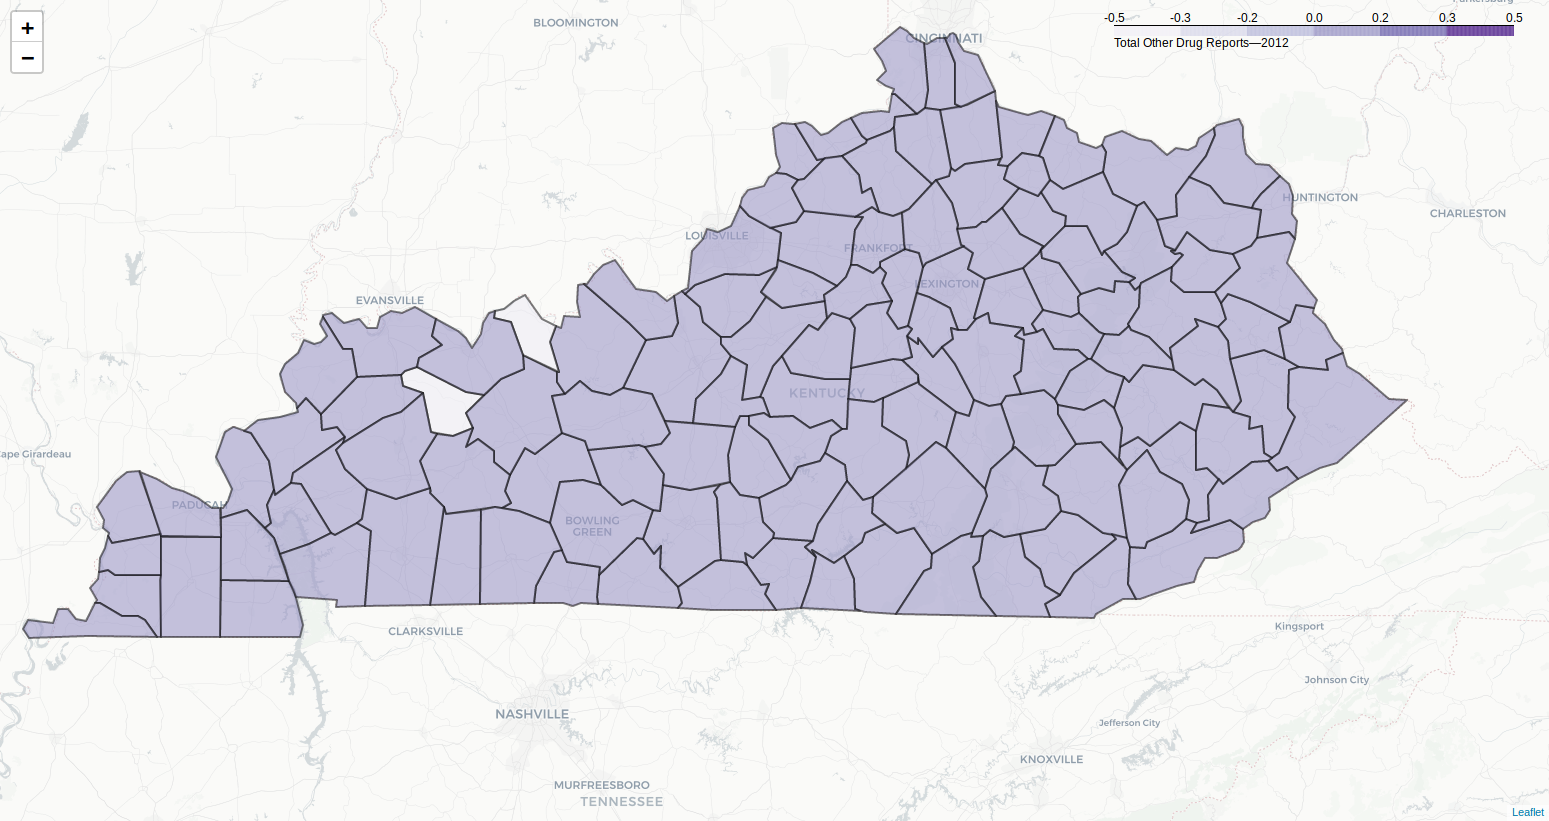 +
−
BLOOMINGTON
CINCINNATI
-0.5 -0.3 -0.2 0.0 0.2 0.3 0.5
Total Other Drug Reports—2012
Parkersburg
HUNTINGTON
CHARLESTON
LOUISVILLE
FRANKFORT
LEXINGTON
EVANSVILLE
KENTUCKY
ape Girardeau
PADUCAH
BOWLING
GREEN
CLARKSVILLE
Kingsport
Johnson City
NASHVILLE
Jefferson City
KNOXVILLE
MURFREESBORO
TENNESSEE
Leaflet